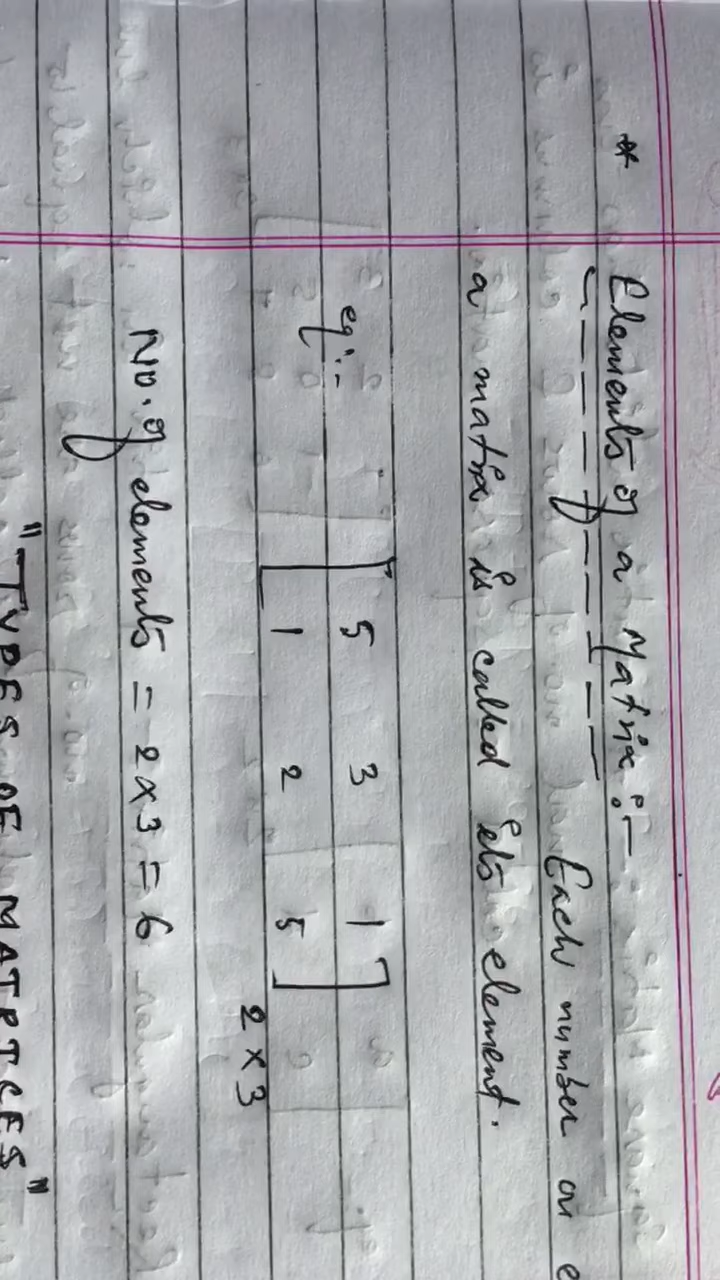 * Elements of a Matrix :-
Each number or
a matrix is called its element.
eg:- [ 5 3 1
1 2 5 ] 2 x 3
No. of elements = 2 x 3 = 6
"TYPES OF MATRICES"